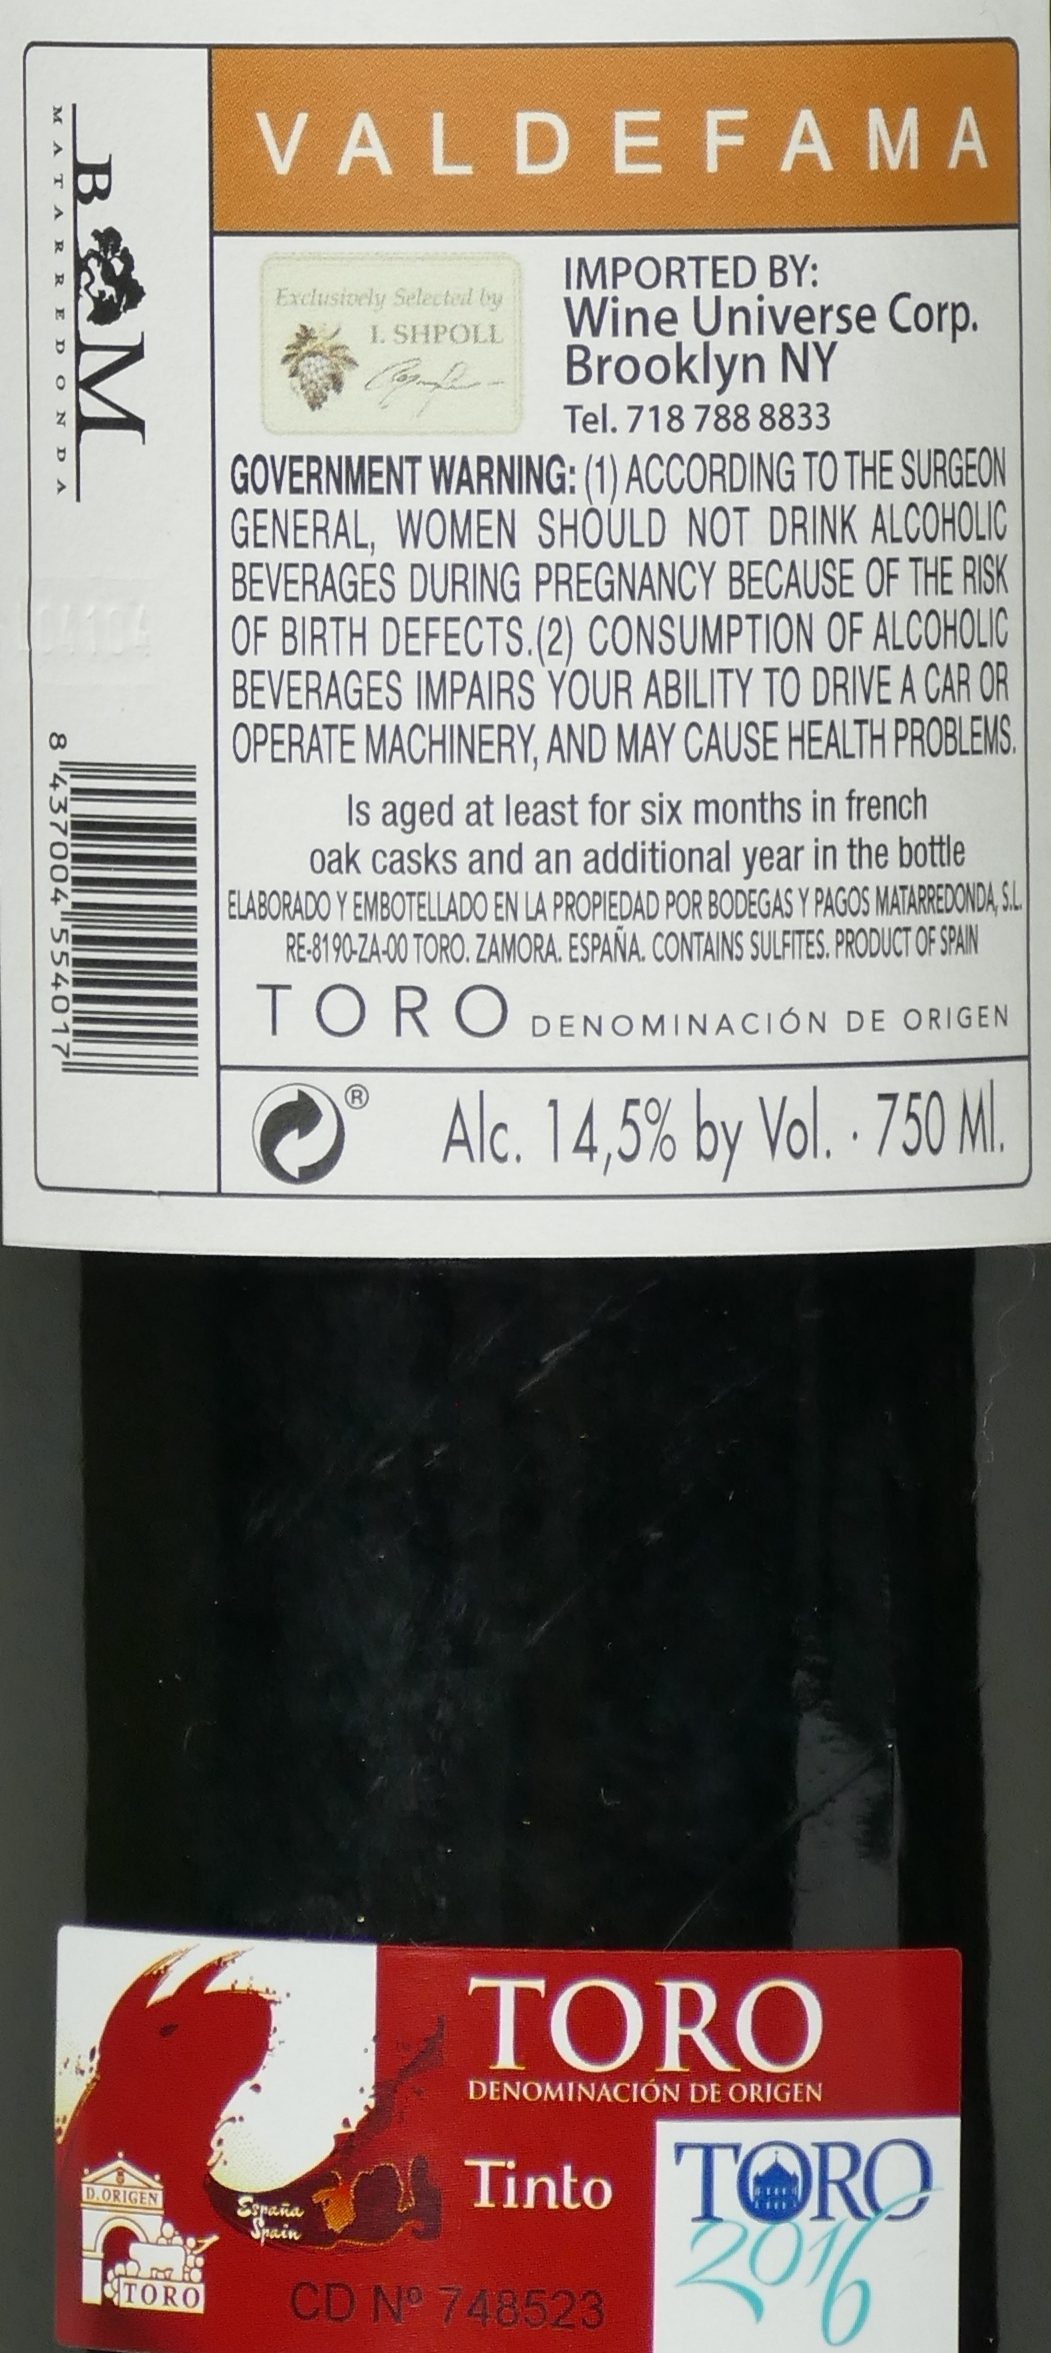 VALDEFAMA
B M
MATARREDONDA
Exclusively Selected by
I. SHPOLL
IMPORTED BY:
Wine Universe Corp.
Brooklyn NY
Tel. 718 788 8833
GOVERNMENT WARNING: (1) ACCORDING TO THE SURGEON
GENERAL, WOMEN SHOULD NOT DRINK ALCOHOLIC
BEVERAGES DURING PREGNANCY BECAUSE OF THE RISK
OF BIRTH DEFECTS.(2) CONSUMPTION OF ALCOHOLIC
BEVERAGES IMPAIRS YOUR ABILITY TO DRIVE A CAR OR
OPERATE MACHINERY, AND MAY CAUSE HEALTH PROBLEMS.
Is aged at least for six months in french
oak casks and an additional year in the bottle
ELABORADO Y EMBOTELLADO EN LA PROPIEDAD POR BODEGAS Y PAGOS MATARREDONDA, S.L.
RE-8190-ZA-00 TORO. ZAMORA. ESPAÑA. CONTAINS SULFITES. PRODUCT OF SPAIN
TORO DENOMINACIÓN DE ORIGEN
8 437004 554017
® Alc. 14,5% by Vol. · 750 Ml.
TORO
DENOMINACIÓN DE ORIGEN
Tinto
TORO
2016
D. ORIGEN
TORO
España
Spain
CD Nº 748523